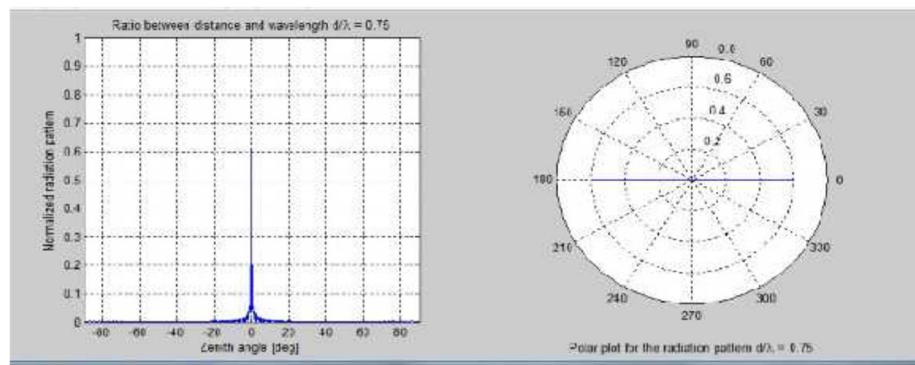 Ratio between distance and wavelength d/λ = 0.75
Normalized radiation pattern
1
0.9
0.8
0.7
0.6
0.5
0.4
0.3
0.2
0.1
0
-80 -60 -40 -20 0 20 40 60 80
Zenith angle [deg]
90
120 0.8 60
0.6
150 0.4 30
0.2
180 0
210 330
240 300
270
Polar plot for the radiation pattern d/λ = 0.75